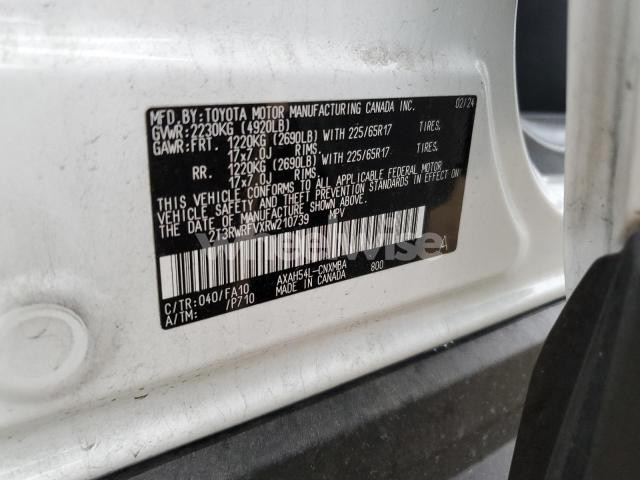 MFD.BY:TOYOTA MOTOR MANUFACTURING CANADA INC. 02/24
GVWR:2230KG (4920LB)
GAWR:FRT. 1220KG (2690LB) WITH 225/65R17 TIRES.
17x7.0J RIMS.
RR. 1220KG (2690LB) WITH 225/65R17 TIRES.
17x7.0J RIMS.
THIS VEHICLE CONFORMS TO ALL APPLICABLE FEDERAL MOTOR
VEHICLE SAFETY AND THEFT PREVENTION STANDARDS IN EFFECT ON
THE DATE OF MANUFACTURE SHOWN ABOVE.
2T3RWRFVXRW210739 MPV
wheelwise
C/TR:040/FA10 AXAH54L-CNXMBA 800 A
A/TM: /P710 MADE IN CANADA